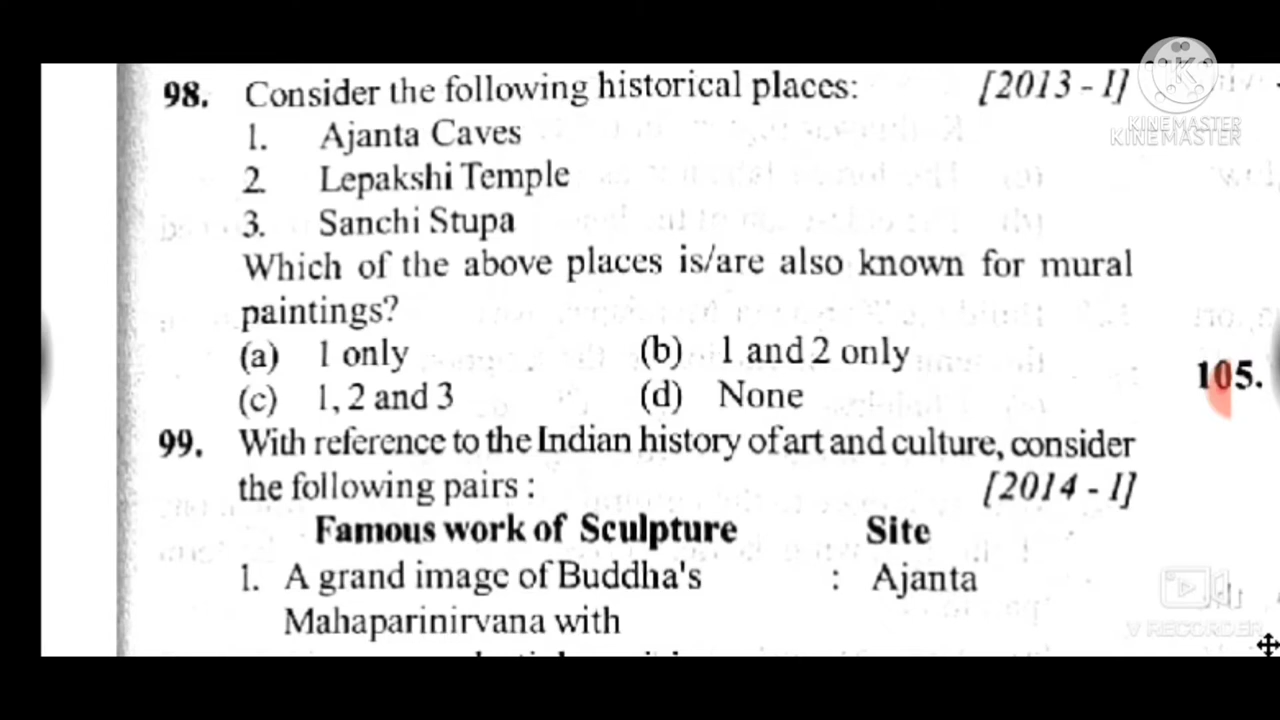 98. Consider the following historical places: [2013 - I]
1. Ajanta Caves
2. Lepakshi Temple
3. Sanchi Stupa
Which of the above places is/are also known for mural
paintings?
(a) 1 only (b) 1 and 2 only
(c) 1, 2 and 3 (d) None
99. With reference to the Indian history of art and culture, consider
the following pairs : [2014 - I]
Famous work of Sculpture Site
1. A grand image of Buddha's : Ajanta
Mahaparinirvana with
105.
KINEMASTER
KINEMASTER
V RECORDER